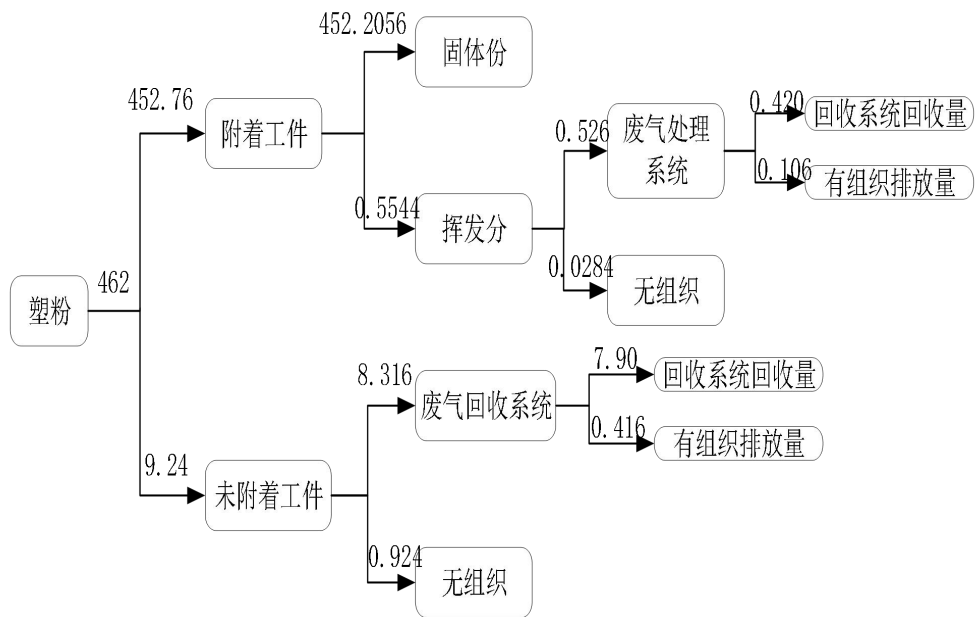 452.2056
固体份
452.76
附着工件
0.420
回收系统回收量
0.526
废气处理
系统
0.106
有组织排放量
0.5544
挥发分
0.0284
无组织
462
塑粉
7.90
回收系统回收量
8.316
废气回收系统
0.416
有组织排放量
9.24
未附着工件
0.924
无组织